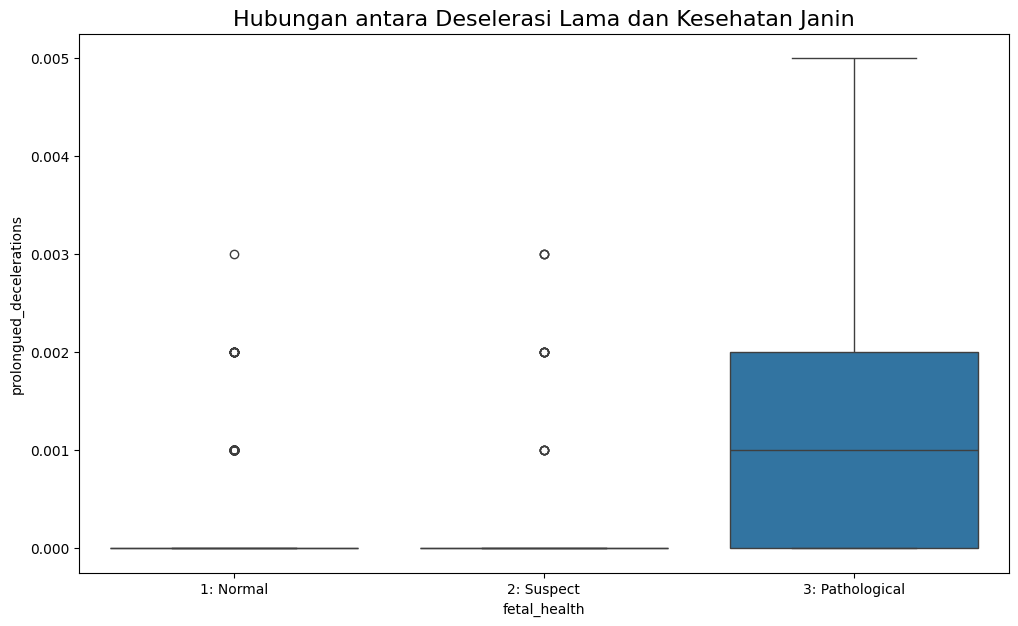 Hubungan antara Deselerasi Lama dan Kesehatan Janin
prolongued_decelerations
0.005
0.004
0.003
0.002
0.001
0.000
1: Normal
2: Suspect
3: Pathological
fetal_health